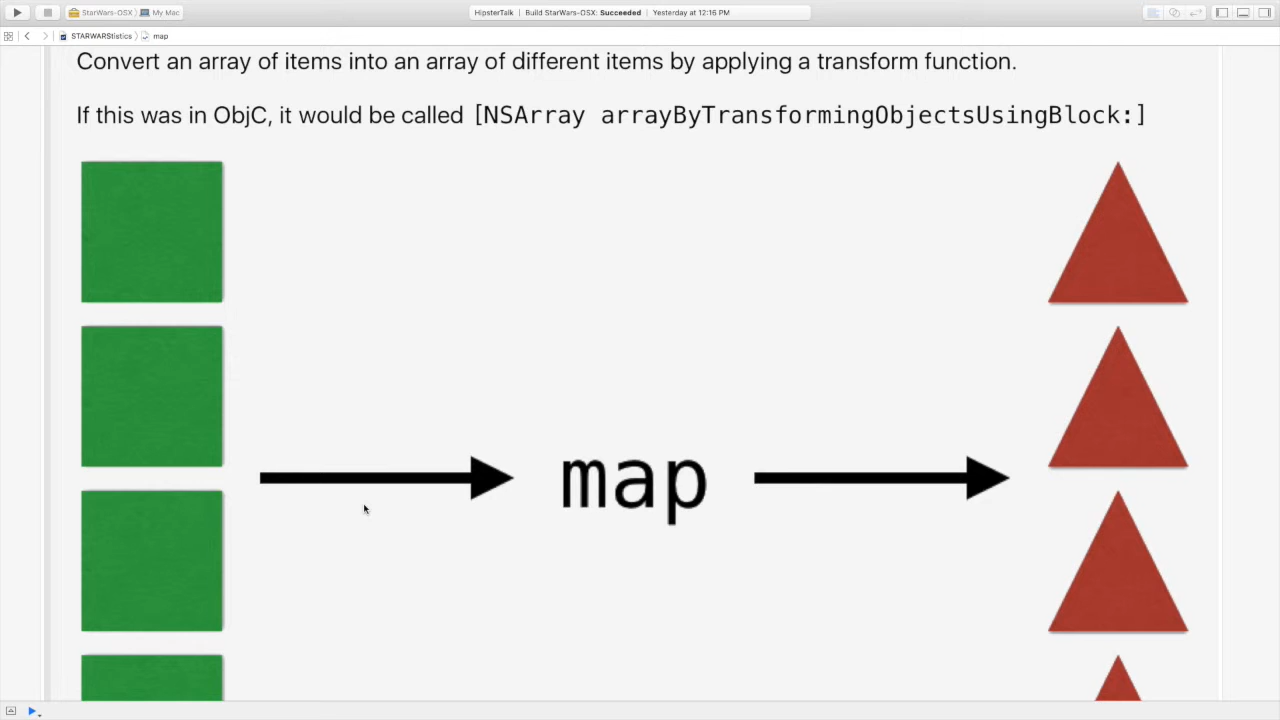 StarWars-OSX My Mac
HipsterTalk Build StarWars-OSX: Succeeded Yesterday at 12:16 PM
STARWARStistics map
Convert an array of items into an array of different items by applying a transform function.
If this was in ObjC, it would be called [NSArray arrayByTransformingObjectsUsingBlock:]
map